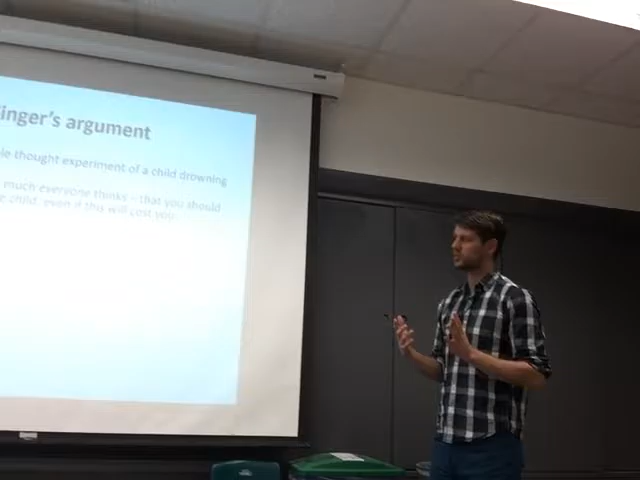 inger's argument
le thought experiment of a child drowning
much everyone thinks – that you should
e child, even if this will cost you